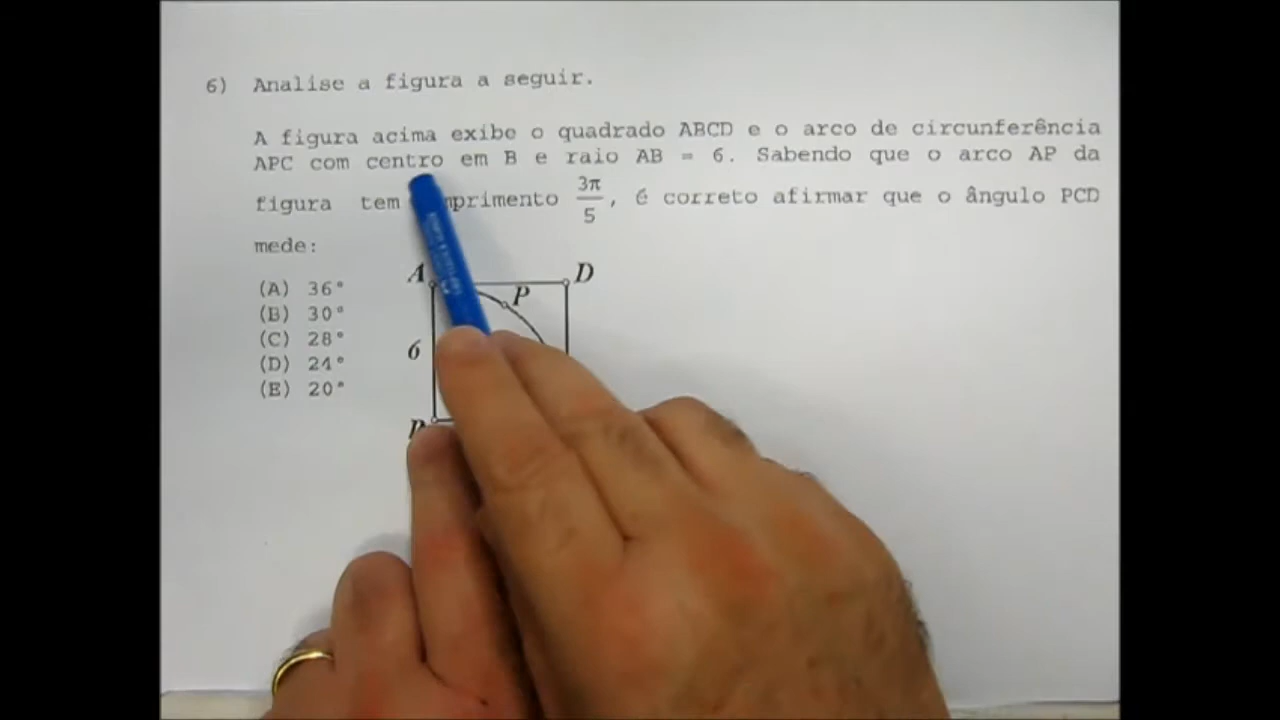 6) Analise a figura a seguir.
A figura acima exibe o quadrado ABCD e o arco de circunferência
APC com centro em B e raio AB = 6. Sabendo que o arco AP da
figura tem 3π/5, é correto afirmar que o ângulo PCD
mede:
(A) 36°
(B) 30°
(C) 28°
(D) 24°
(E) 20°
A D
P
6